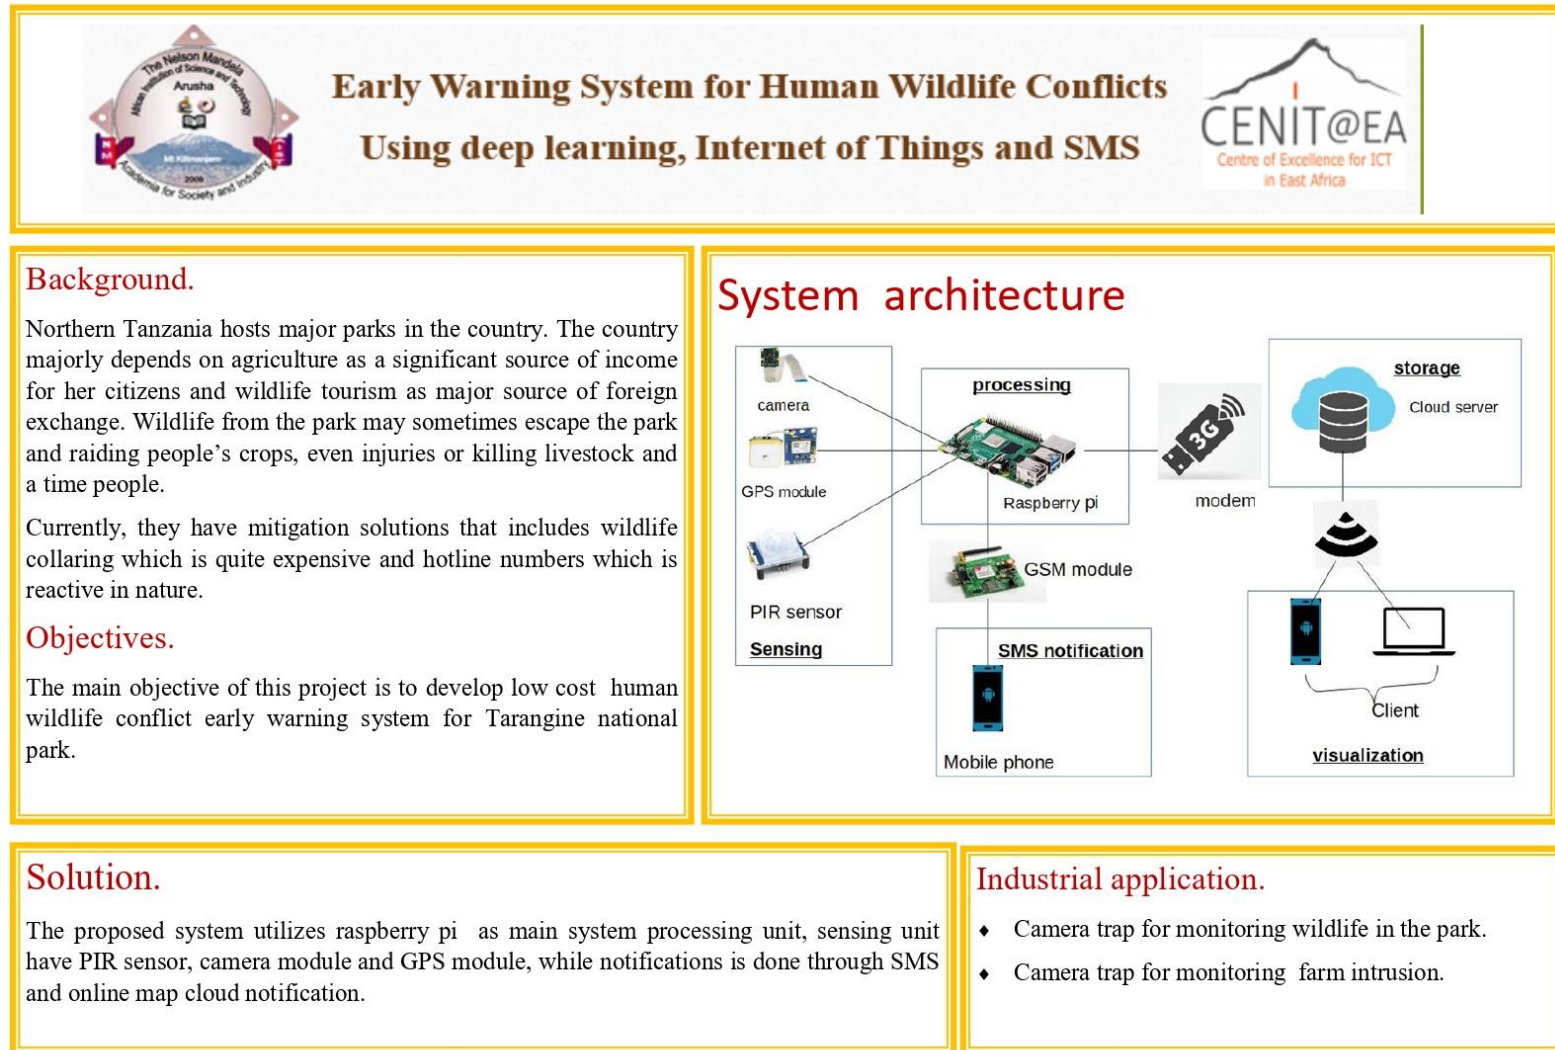 The Nelson Mandela
African Institution of Science and Technology
Arusha
Mt Kilimanjaro
2009
Academia for Society and Industry
Early Warning System for Human Wildlife Conflicts
Using deep learning, Internet of Things and SMS
CENIT@EA
Centre of Excellence for ICT
in East Africa
Background.
Northern Tanzania hosts major parks in the country. The country
majorly depends on agriculture as a significant source of income
for her citizens and wildlife tourism as major source of foreign
exchange. Wildlife from the park may sometimes escape the park
and raiding people's crops, even injuries or killing livestock and
a time people.
Currently, they have mitigation solutions that includes wildlife
collaring which is quite expensive and hotline numbers which is
reactive in nature.
Objectives.
The main objective of this project is to develop low cost human
wildlife conflict early warning system for Tarangine national
park.
System architecture
camera
GPS module
PIR sensor
Sensing
processing
Raspberry pi
GSM module
SMS notification
Mobile phone
3G
modem
storage
Cloud server
Client
visualization
Solution.
The proposed system utilizes raspberry pi as main system processing unit, sensing unit
have PIR sensor, camera module and GPS module, while notifications is done through SMS
and online map cloud notification.
Industrial application.
♦ Camera trap for monitoring wildlife in the park.
♦ Camera trap for monitoring farm intrusion.